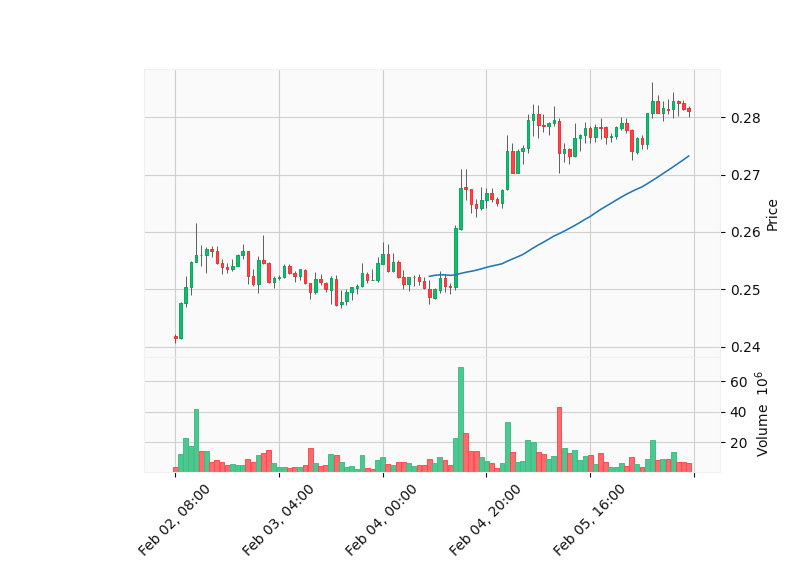 0.28
0.27
0.26
0.25
0.24
Price
60
40
20
Volume 10^6
Feb 02, 08:00
Feb 03, 04:00
Feb 04, 00:00
Feb 04, 20:00
Feb 05, 16:00